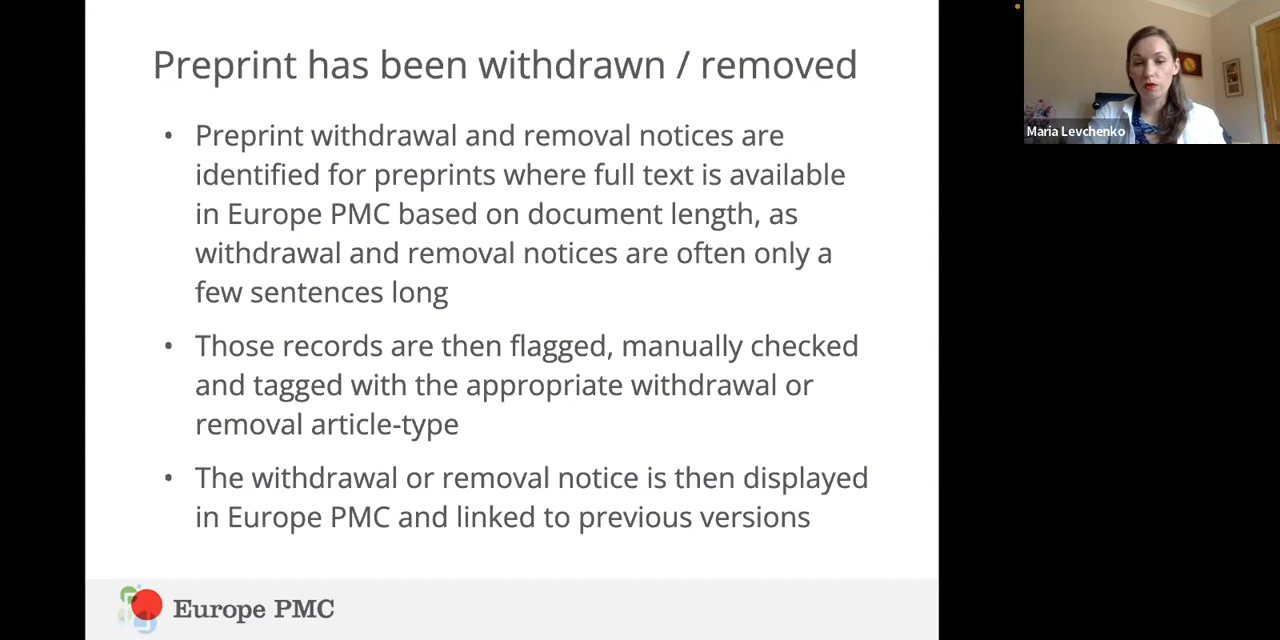 Preprint has been withdrawn / removed
Maria Levchenko
• Preprint withdrawal and removal notices are
identified for preprints where full text is available
in Europe PMC based on document length, as
withdrawal and removal notices are often only a
few sentences long
• Those records are then flagged, manually checked
and tagged with the appropriate withdrawal or
removal article-type
• The withdrawal or removal notice is then displayed
in Europe PMC and linked to previous versions
Europe PMC